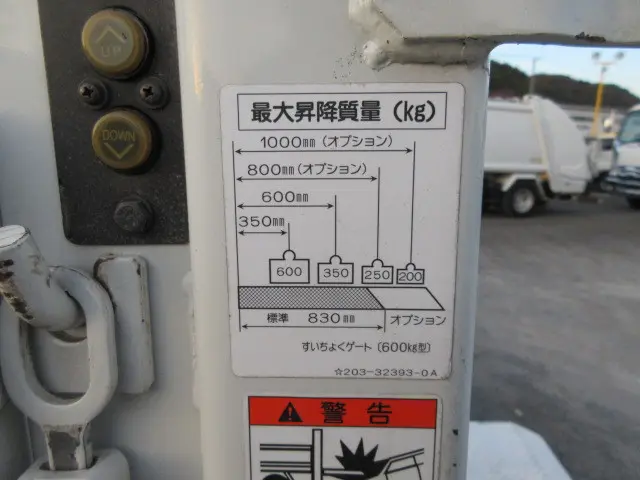 UP
DOWN
最大昇降質量(kg)
1000mm(オプション)
800mm(オプション)
600mm
350mm
600 350 250 200
標準 830mm オプション
すいちょくゲート(600kg型)
☆203-32393-0A
警告